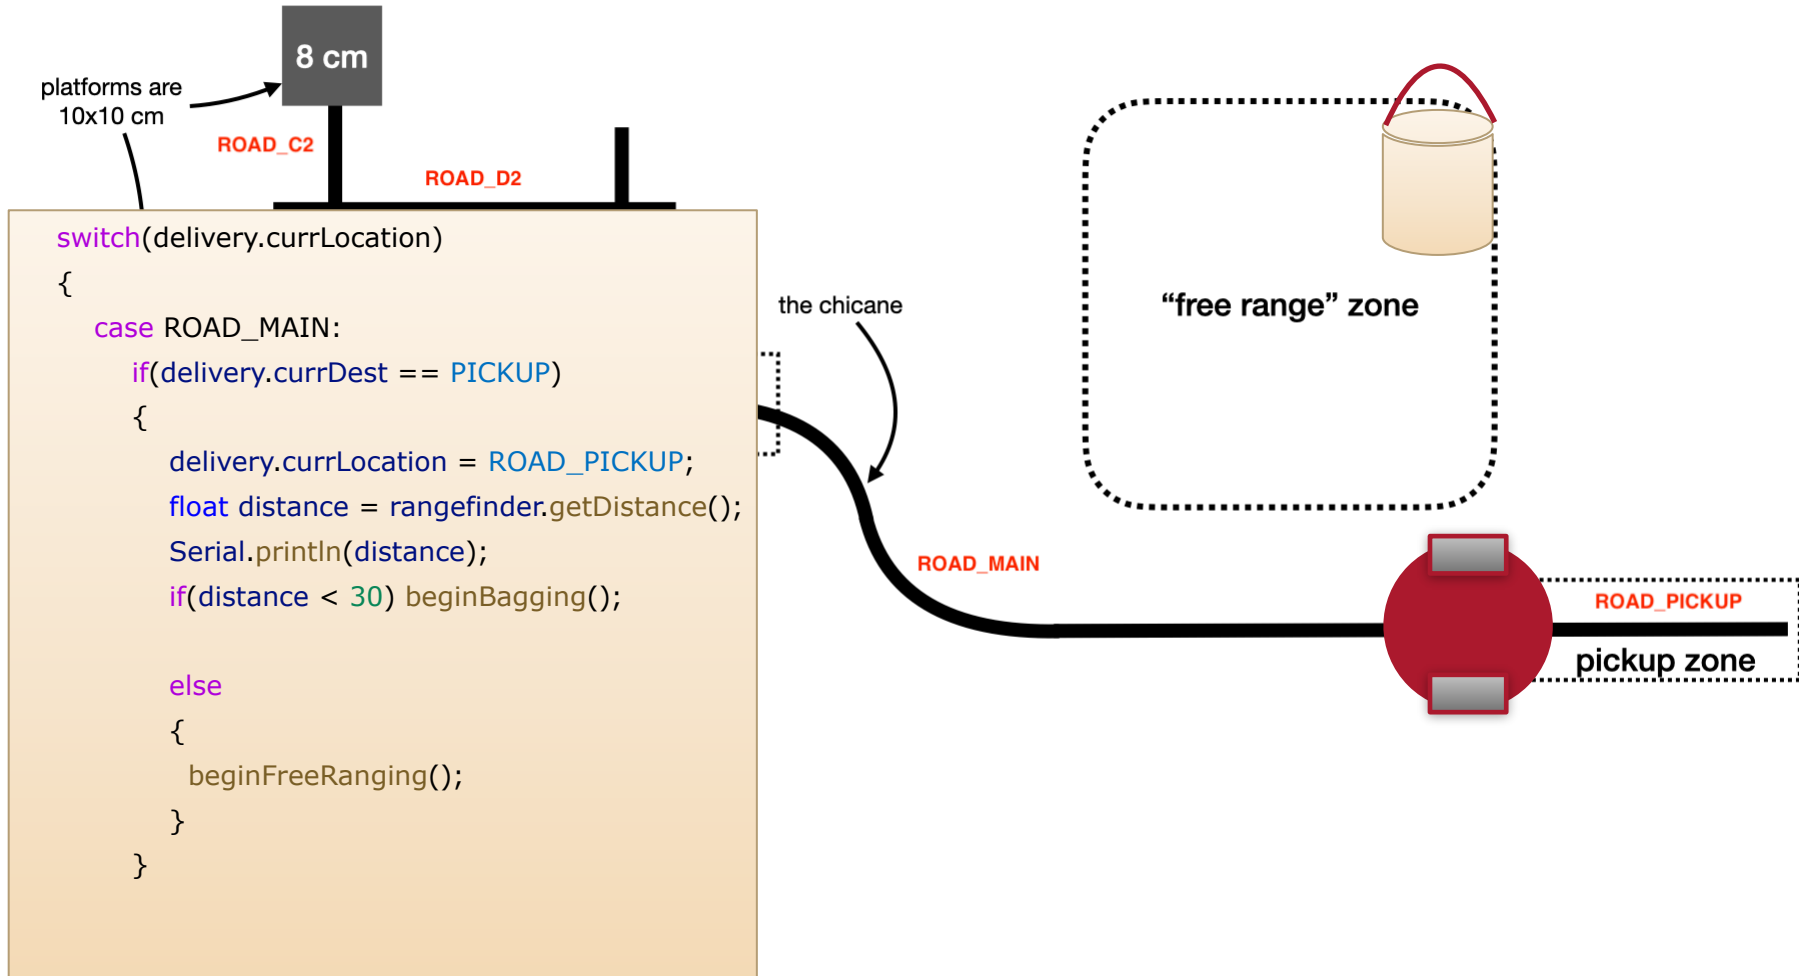 8 cm
platforms are
10x10 cm
ROAD_C2
ROAD_D2
switch(delivery.currLocation)
{
case ROAD_MAIN:
if(delivery.currDest == PICKUP)
{
delivery.currLocation = ROAD_PICKUP;
float distance = rangefinder.getDistance();
Serial.println(distance);
if(distance < 30) beginBagging();
else
{
beginFreeRanging();
}
}
the chicane
“free range” zone
ROAD_MAIN
ROAD_PICKUP
pickup zone